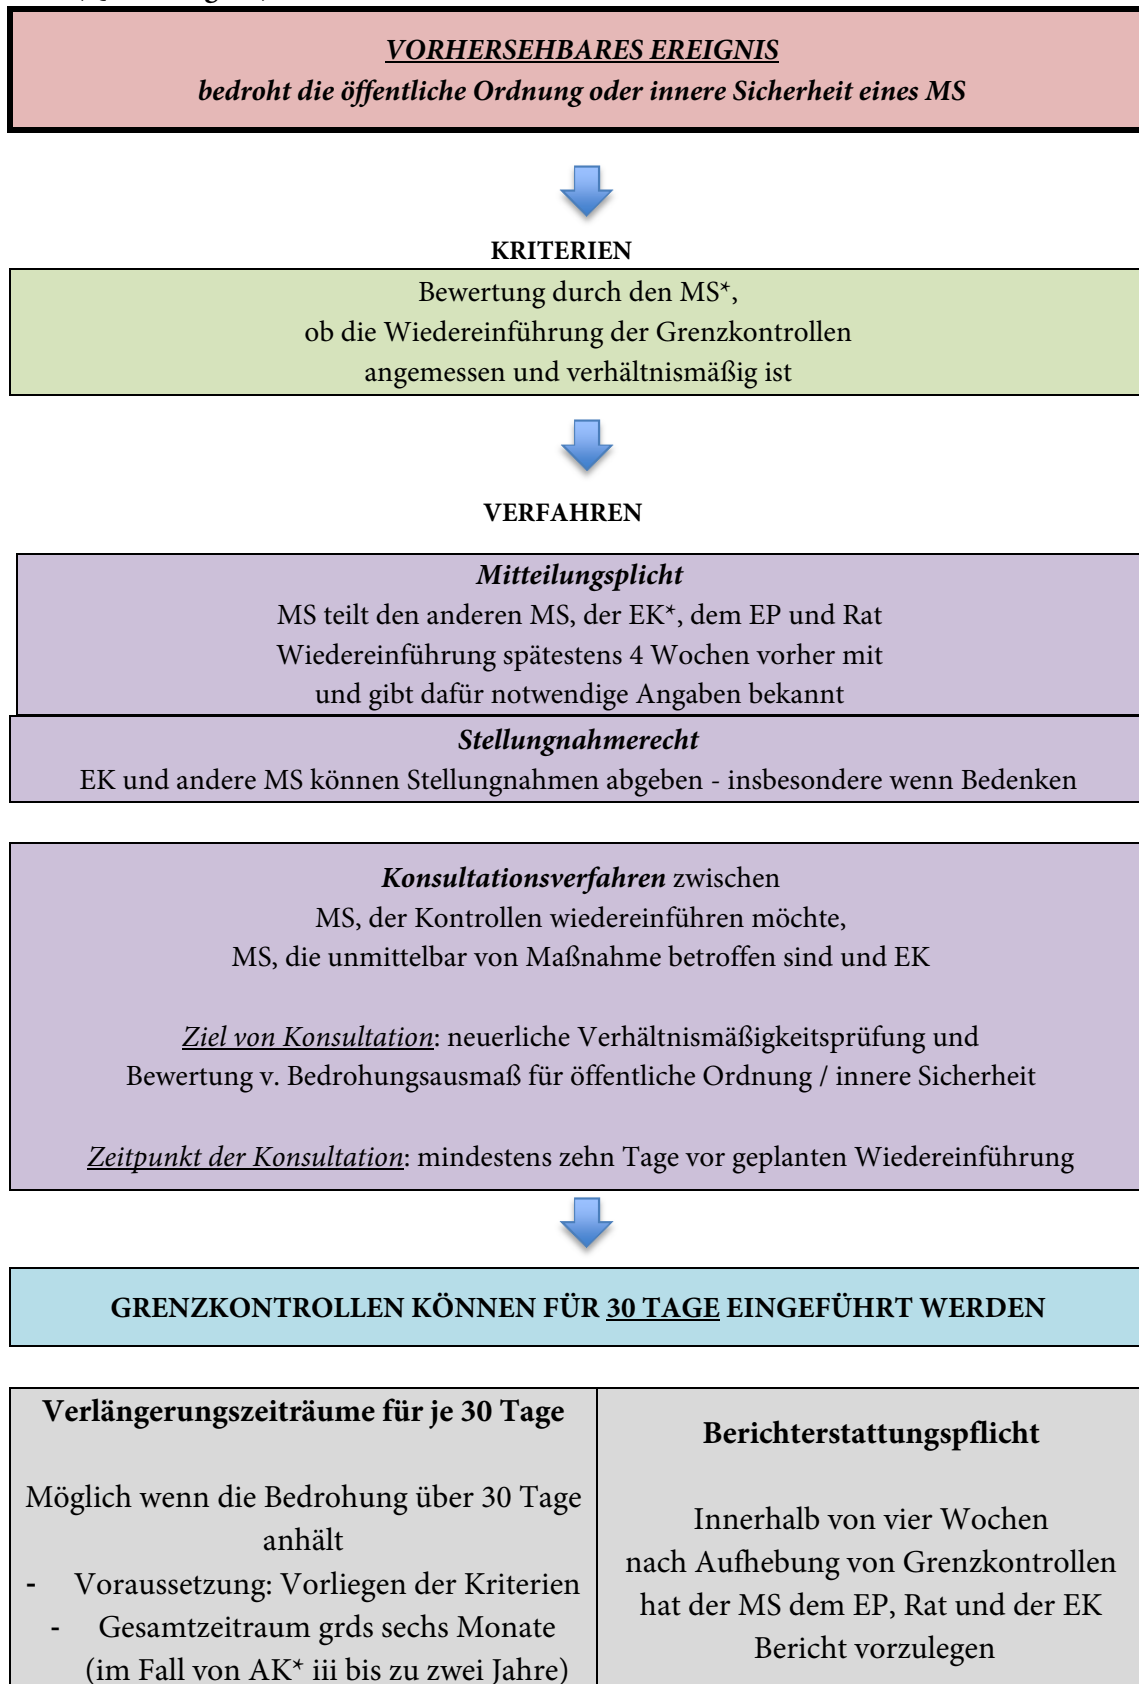 VORHERSEHBARES EREIGNIS
bedroht die öffentliche Ordnung oder innere Sicherheit eines MS
KRITERIEN
Bewertung durch den MS*,
ob die Wiedereinführung der Grenzkontrollen
angemessen und verhältnismäßig ist
VERFAHREN
Mitteilungsplicht
MS teilt den anderen MS, der EK*, dem EP und Rat
Wiedereinführung spätestens 4 Wochen vorher mit
und gibt dafür notwendige Angaben bekannt
Stellungnahmerecht
EK und andere MS können Stellungnahmen abgeben - insbesondere wenn Bedenken
Konsultationsverfahren zwischen
MS, der Kontrollen wiedereinführen möchte,
MS, die unmittelbar von Maßnahme betroffen sind und EK
Ziel von Konsultation: neuerliche Verhältnismäßigkeitsprüfung und
Bewertung v. Bedrohungsausmaß für öffentliche Ordnung / innere Sicherheit
Zeitpunkt der Konsultation: mindestens zehn Tage vor geplanten Wiedereinführung
GRENZKONTROLLEN KÖNNEN FÜR 30 TAGE EINGEFÜHRT WERDEN
Verlängerungszeiträume für je 30 Tage
Möglich wenn die Bedrohung über 30 Tage
anhält
- Voraussetzung: Vorliegen der Kriterien
- Gesamtzeitraum grds sechs Monate
(im Fall von AK* iii bis zu zwei Jahre)
Berichterstattungspflicht
Innerhalb von vier Wochen
nach Aufhebung von Grenzkontrollen
hat der MS dem EP, Rat und der EK
Bericht vorzulegen